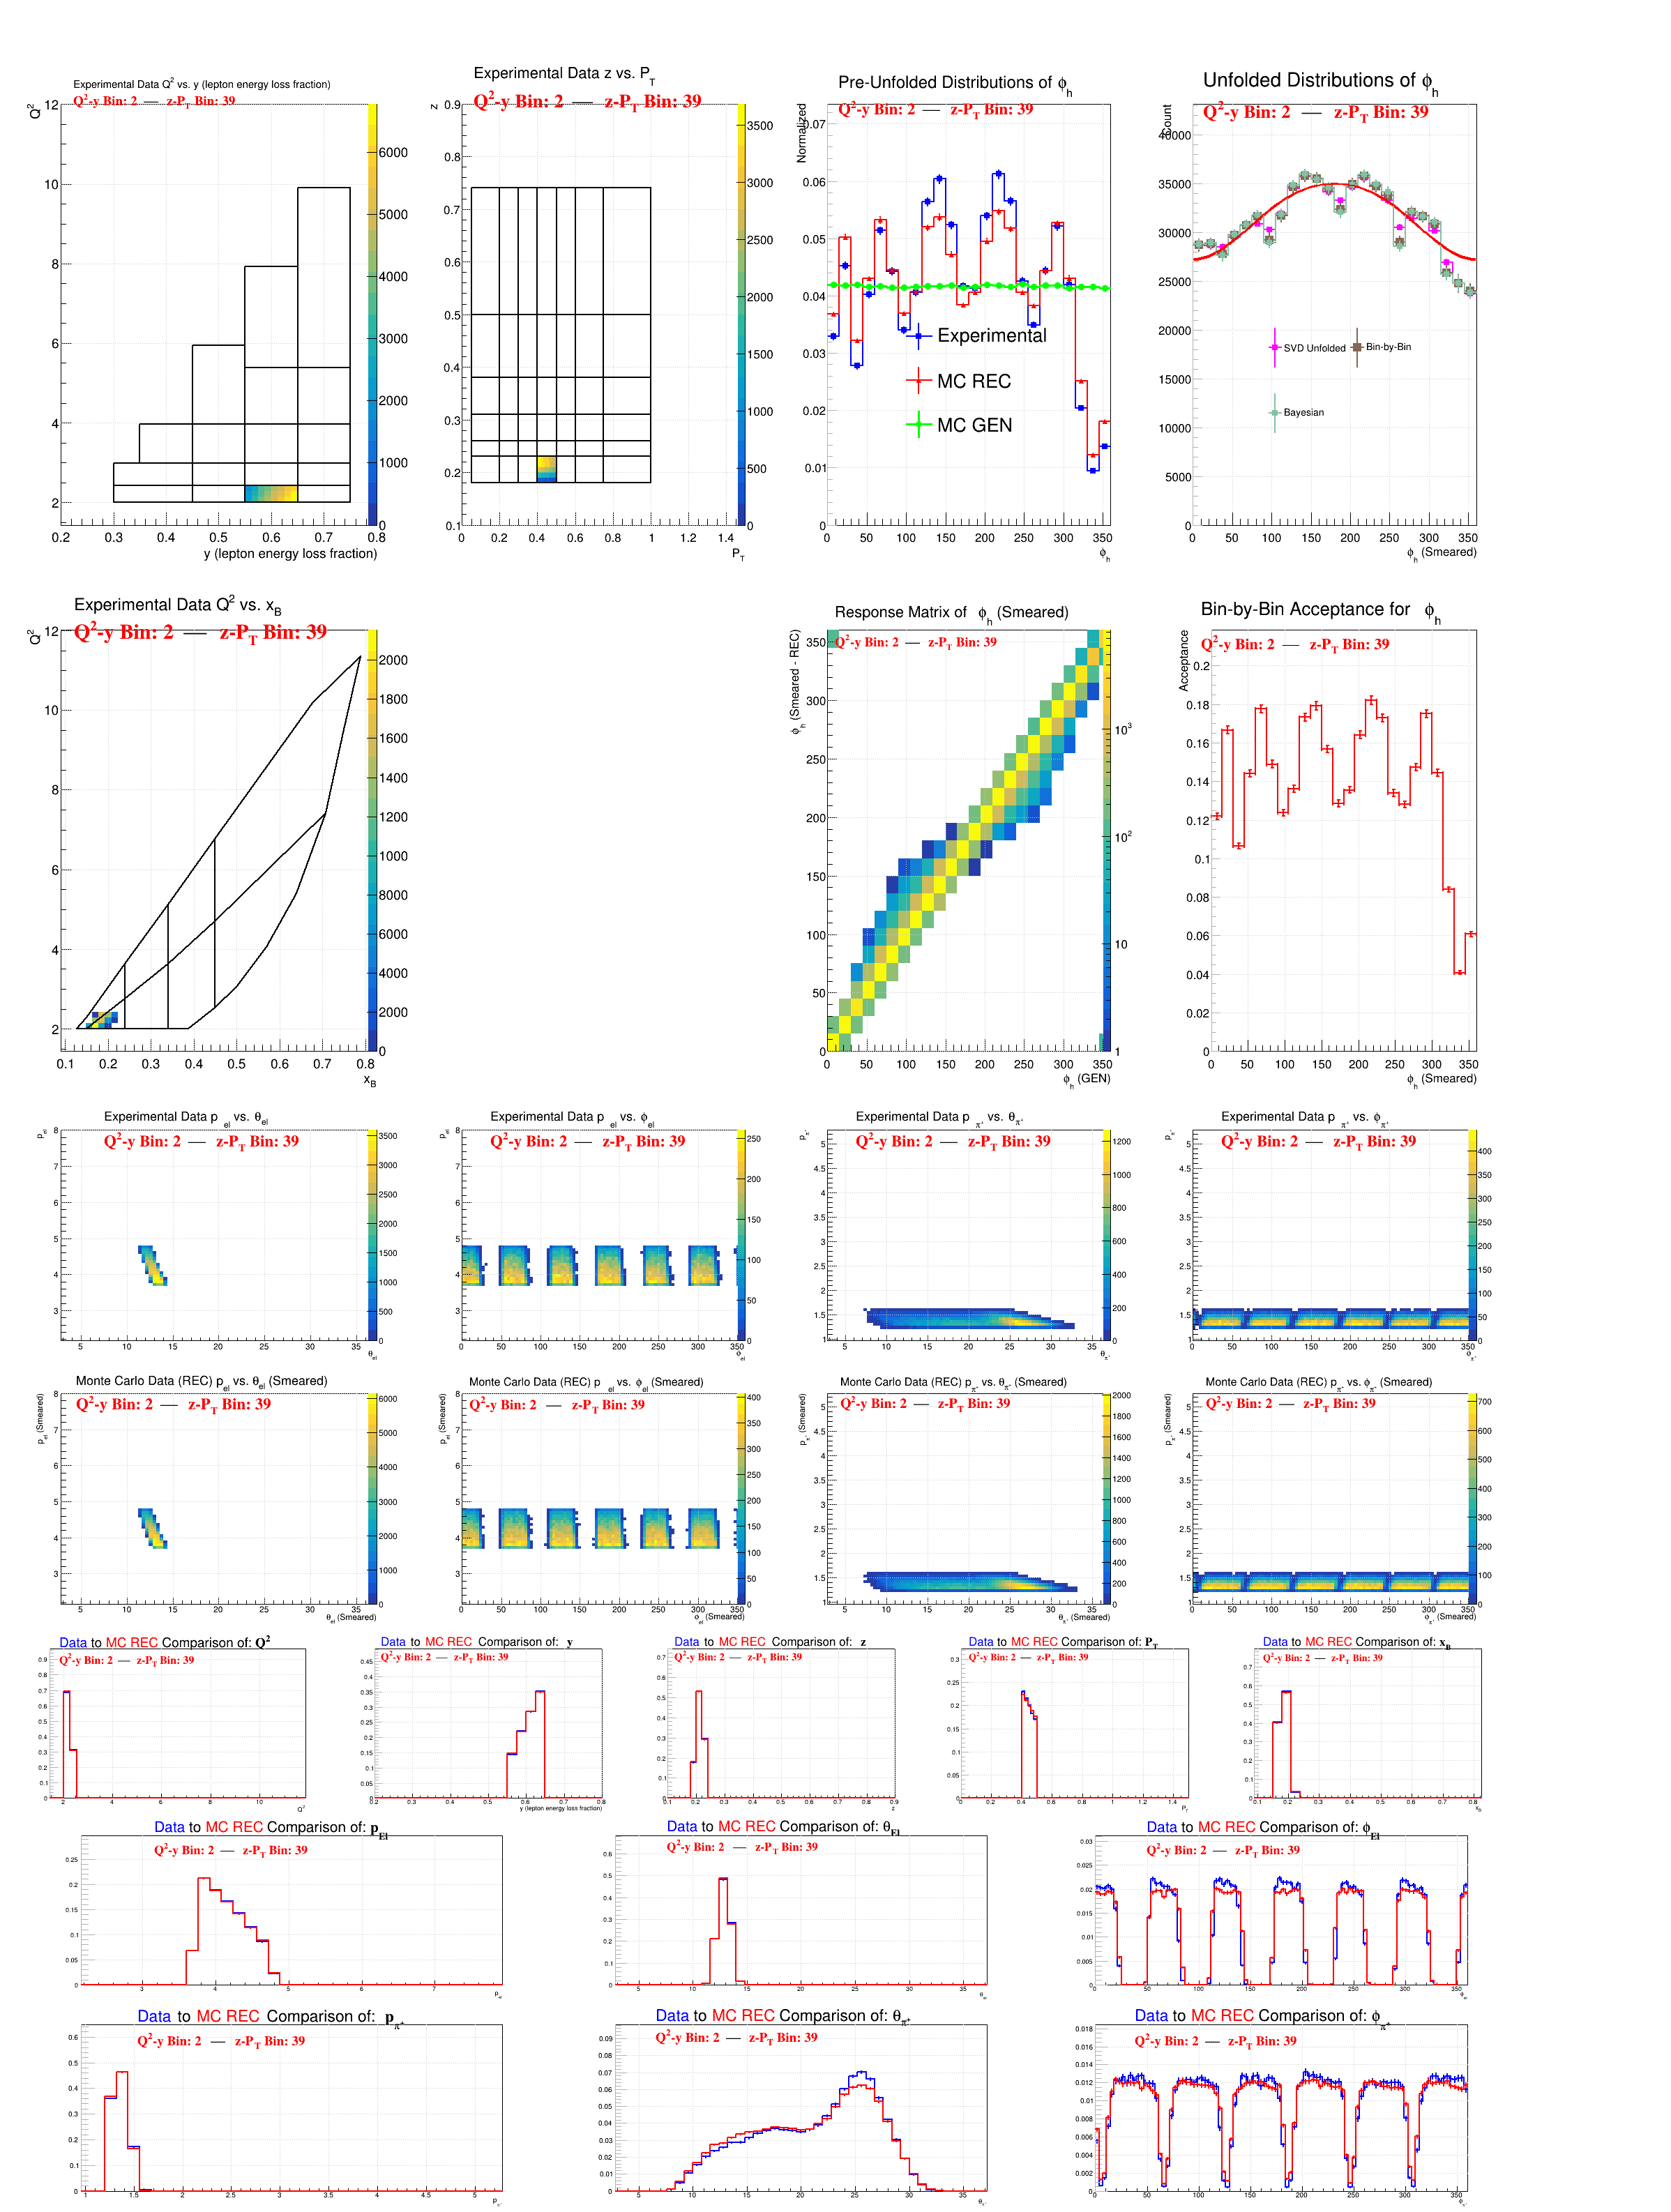 Experimental Data Q² vs. y (lepton energy loss fraction)
Q²-y Bin: 2 — z-P_T Bin: 39
y (lepton energy loss fraction)
Q²
Experimental Data z vs. P_T
Q²-y Bin: 2 — z-P_T Bin: 39
z
P_T
Pre-Unfolded Distributions of ϕ_h
Q²-y Bin: 2 — z-P_T Bin: 39
Normalized
Experimental
MC REC
MC GEN
ϕ_h
Unfolded Distributions of ϕ_h
Q²-y Bin: 2 — z-P_T Bin: 39
Count
SVD Unfolded
Bin-by-Bin
Bayesian
ϕ_h (Smeared)
Experimental Data Q² vs. x_B
Q²-y Bin: 2 — z-P_T Bin: 39
Q²
x_B
Response Matrix of ϕ_h (Smeared)
Q²-y Bin: 2 — z-P_T Bin: 39
ϕ_h (Smeared - REC)
ϕ_h (GEN)
Bin-by-Bin Acceptance for ϕ_h
Q²-y Bin: 2 — z-P_T Bin: 39
Acceptance
ϕ_h (Smeared)
Experimental Data p_el vs. θ_el
Q²-y Bin: 2 — z-P_T Bin: 39
Experimental Data p_el vs. ϕ_el
Q²-y Bin: 2 — z-P_T Bin: 39
Experimental Data p_π⁺ vs. θ_π⁺
Q²-y Bin: 2 — z-P_T Bin: 39
Experimental Data p_π⁺ vs. ϕ_π⁺
Q²-y Bin: 2 — z-P_T Bin: 39
Monte Carlo Data (REC) p_el vs. θ_el (Smeared)
Q²-y Bin: 2 — z-P_T Bin: 39
p_el (Smeared)
θ_el (Smeared)
Monte Carlo Data (REC) p_el vs. ϕ_el (Smeared)
Q²-y Bin: 2 — z-P_T Bin: 39
p_el (Smeared)
ϕ_el (Smeared)
Monte Carlo Data (REC) p_π⁺ vs. θ_π⁺ (Smeared)
Q²-y Bin: 2 — z-P_T Bin: 39
θ_π⁺ (Smeared)
Monte Carlo Data (REC) p_π⁺ vs. ϕ_π⁺ (Smeared)
Q²-y Bin: 2 — z-P_T Bin: 39
ϕ_π⁺ (Smeared)
Data to MC REC Comparison of: Q²
Q²-y Bin: 2 — z-P_T Bin: 39
Data to MC REC Comparison of: y
Q²-y Bin: 2 — z-P_T Bin: 39
y (lepton energy loss fraction)
Data to MC REC Comparison of: z
Q²-y Bin: 2 — z-P_T Bin: 39
Data to MC REC Comparison of: P_T
Q²-y Bin: 2 — z-P_T Bin: 39
Data to MC REC Comparison of: x_B
Q²-y Bin: 2 — z-P_T Bin: 39
Data to MC REC Comparison of: p_El
Q²-y Bin: 2 — z-P_T Bin: 39
Data to MC REC Comparison of: θ_El
Q²-y Bin: 2 — z-P_T Bin: 39
Data to MC REC Comparison of: ϕ_El
Q²-y Bin: 2 — z-P_T Bin: 39
Data to MC REC Comparison of: p_π⁺
Q²-y Bin: 2 — z-P_T Bin: 39
Data to MC REC Comparison of: θ_π⁺
Q²-y Bin: 2 — z-P_T Bin: 39
Data to MC REC Comparison of: ϕ_π⁺
Q²-y Bin: 2 — z-P_T Bin: 39